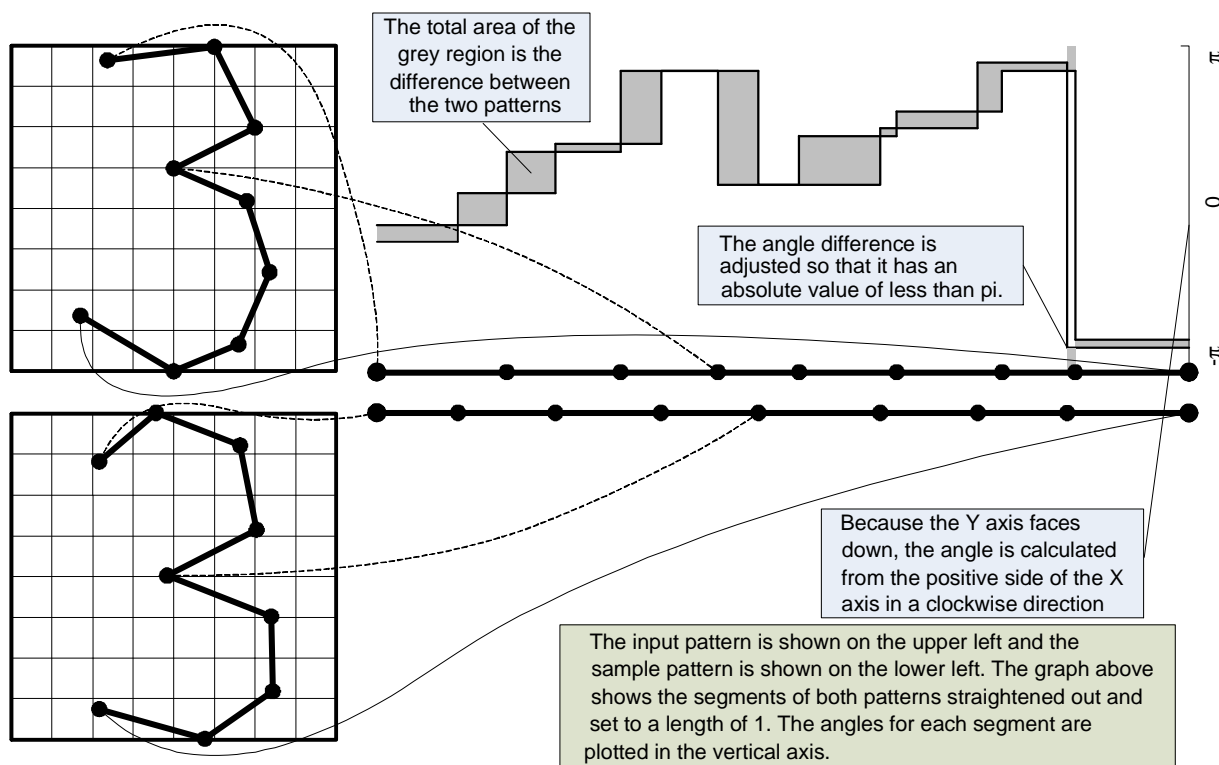 The total area of the
grey region is the
difference between
the two patterns
π
0
-π
The angle difference is
adjusted so that it has an
absolute value of less than pi.
Because the Y axis faces
down, the angle is calculated
from the positive side of the X
axis in a clockwise direction
The input pattern is shown on the upper left and the
sample pattern is shown on the lower left. The graph above
shows the segments of both patterns straightened out and
set to a length of 1. The angles for each segment are
plotted in the vertical axis.